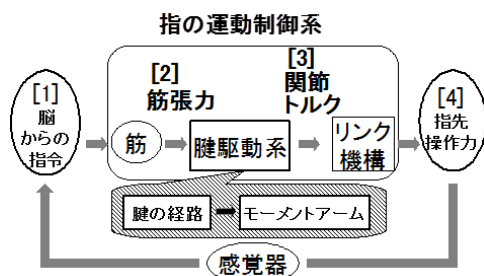 指の運動制御系
[1]
脳
からの
指令
[2]
筋張力
[3]
関節
トルク
[4]
指先
操作力
筋
腱駆動系
リンク
機構
腱の経路
モーメントアーム
感覚器